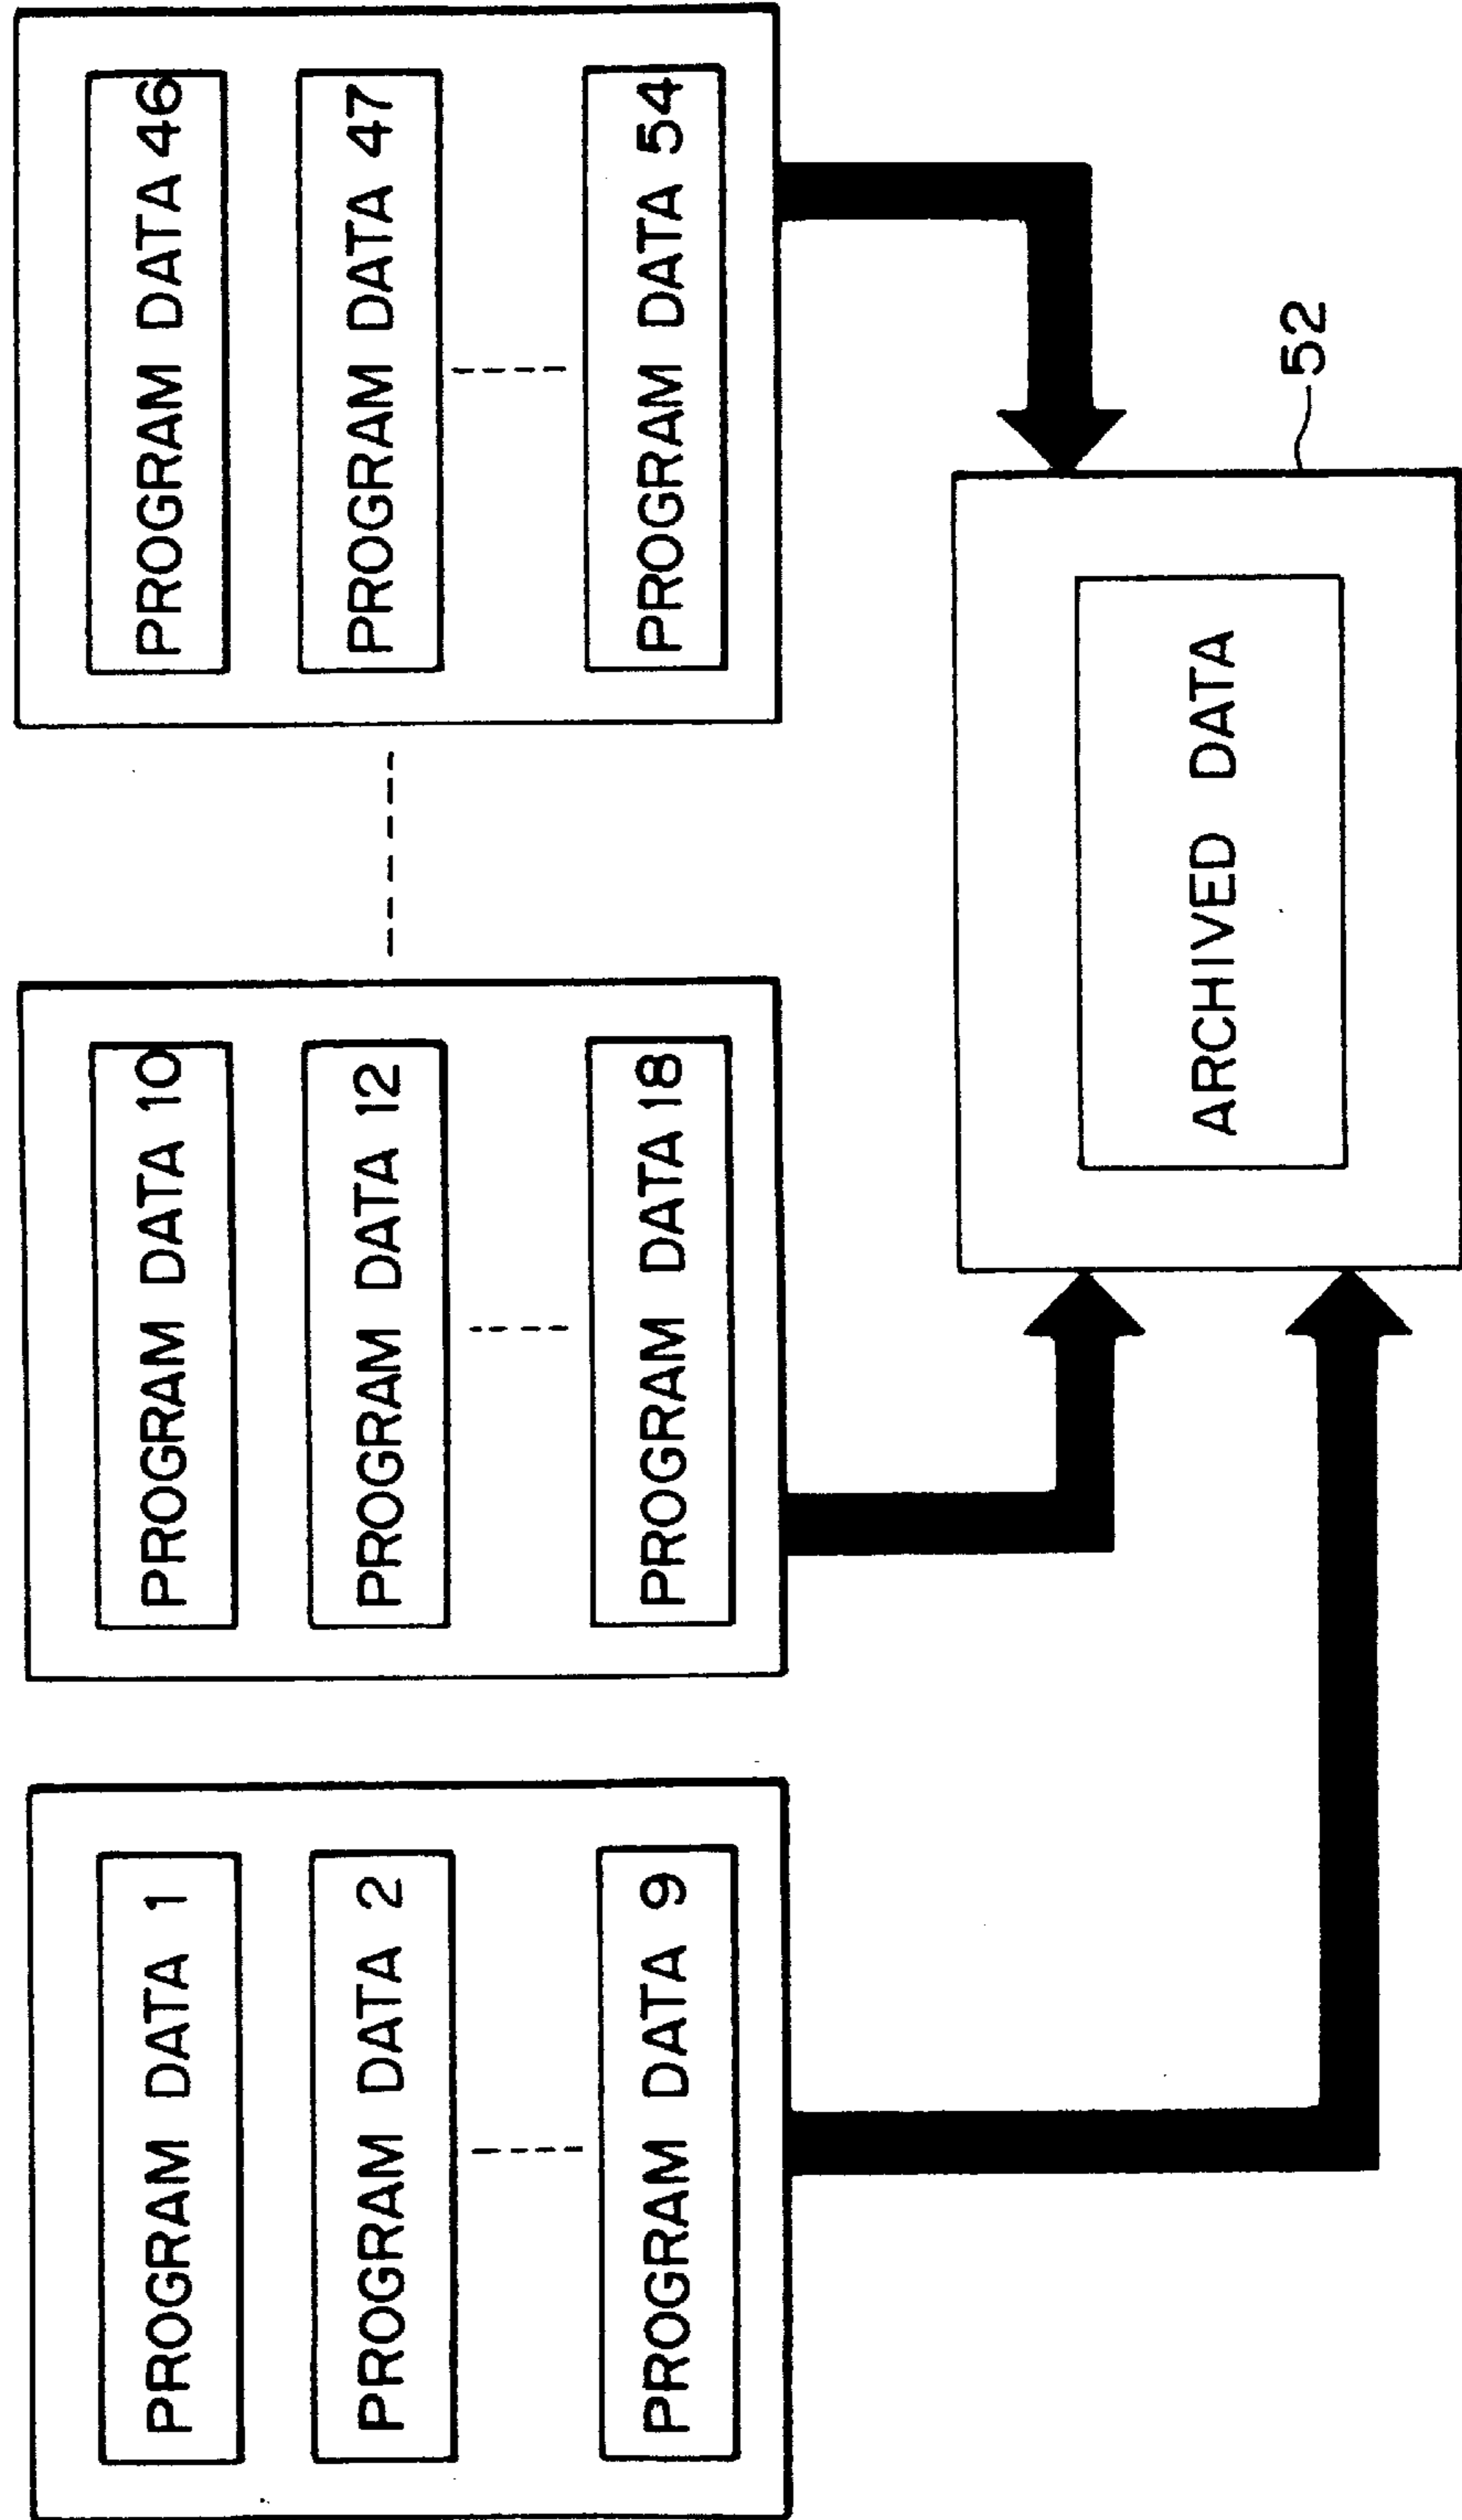 PROGRAM DATA 1
PROGRAM DATA 2
PROGRAM DATA 9
PROGRAM DATA 10
PROGRAM DATA 12
PROGRAM DATA 18
PROGRAM DATA 46
PROGRAM DATA 47
PROGRAM DATA 54
ARCHIVED DATA
52